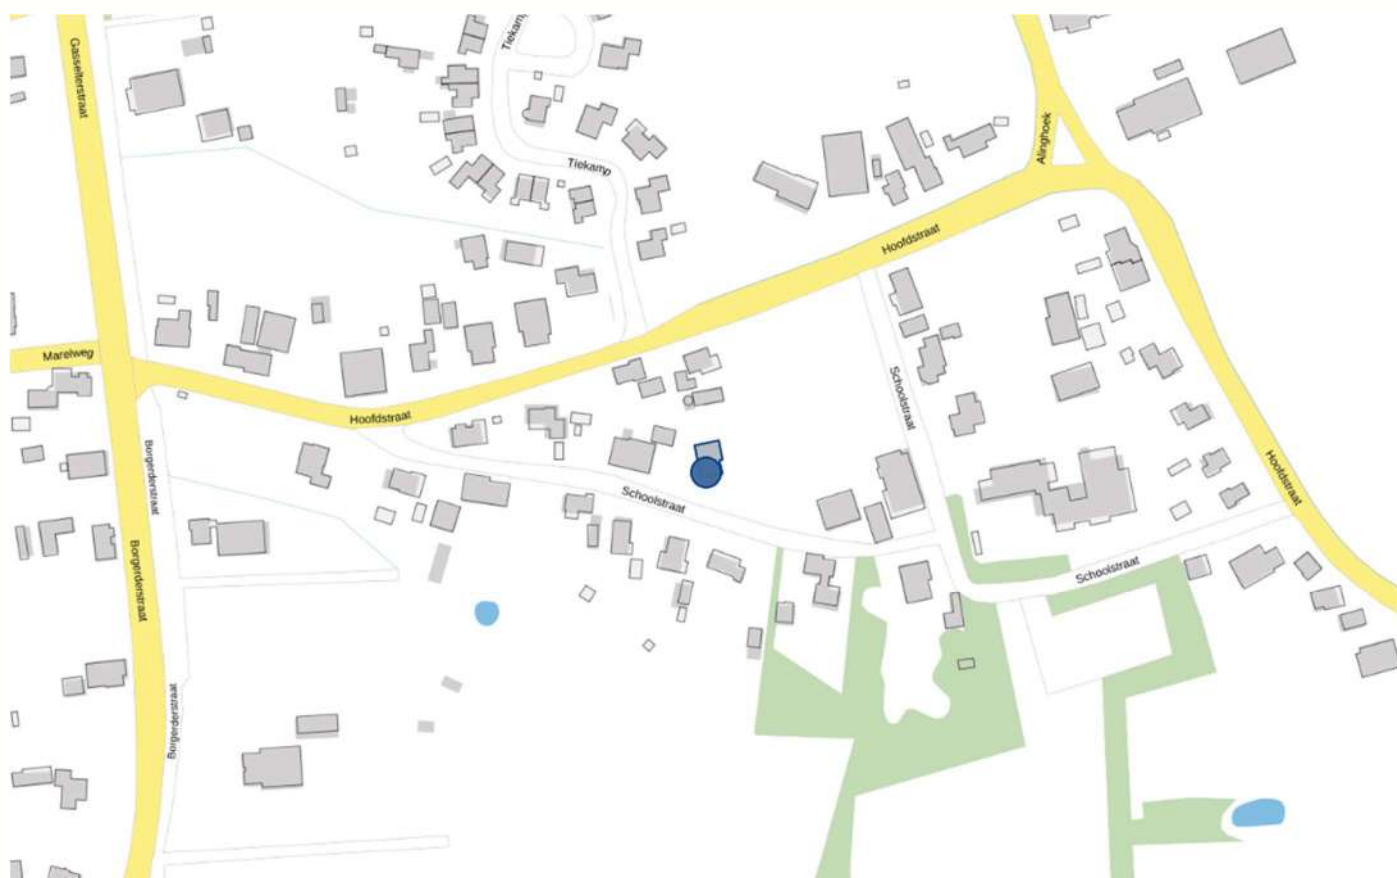 Gasselterstraat
Tiekamp
Tiekamp
Alinghoek
Hoofdstraat
Marelweg
Hoofdstraat
Schoolstraat
Borgerderstraat
Schoolstraat
Hoofdstraat
Borgerderstraat
Schoolstraat
Borgerderstraat